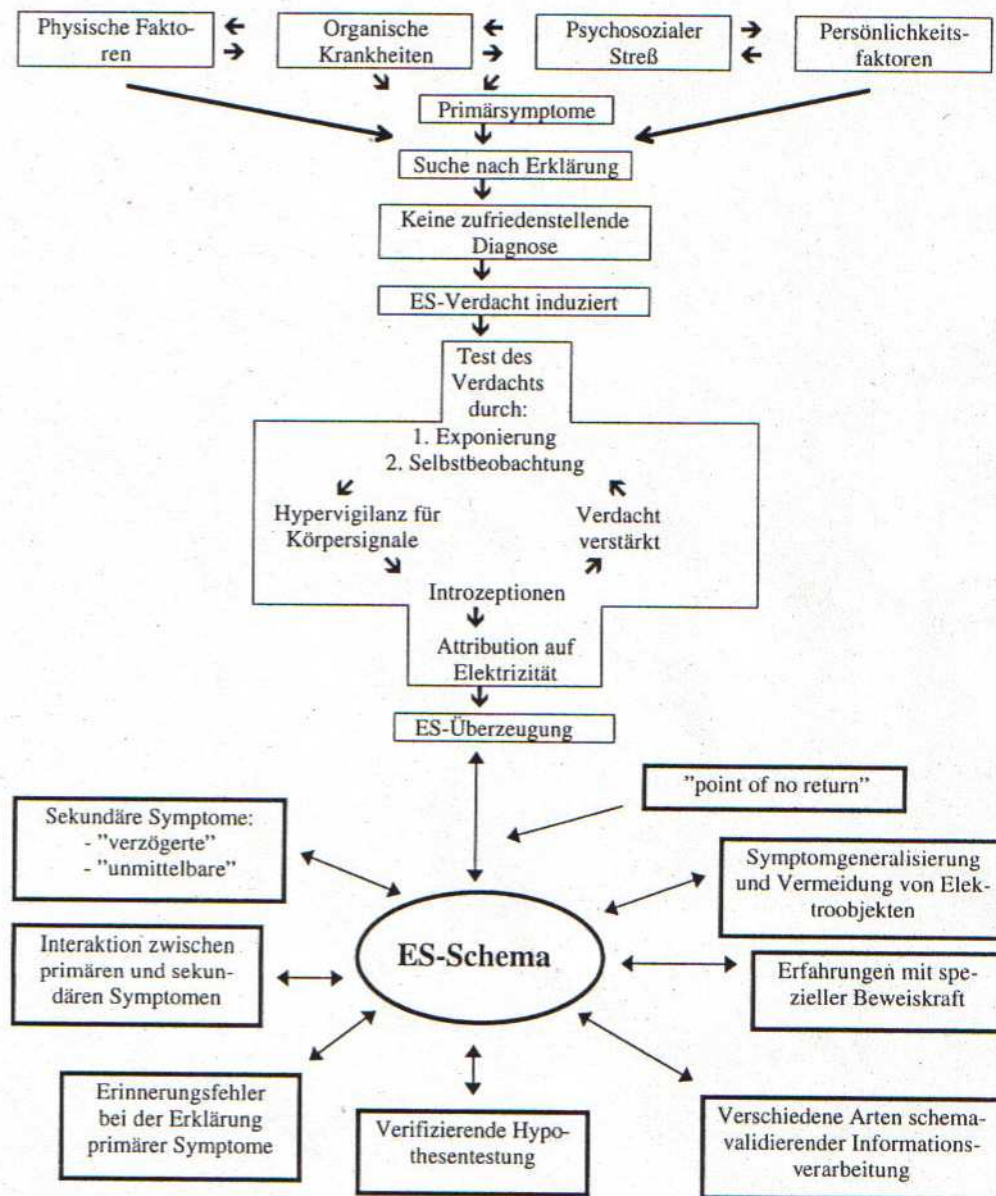 Physische Fakto-
ren
Organische
Krankheiten
Psychosozialer
Streß
Persönlichkeits-
faktoren
Primärsymptome
Suche nach Erklärung
Keine zufriedenstellende
Diagnose
ES-Verdacht induziert
Test des
Verdachts
durch:
1. Exponierung
2. Selbstbeobachtung
Hypervigilanz für
Körpersignale
Verdacht
verstärkt
Introzeptionen
Attribution auf
Elektrizität
ES-Überzeugung
"point of no return"
Sekundäre Symptome:
- "verzögerte"
- "unmittelbare"
Symptomgeneralisierung
und Vermeidung von Elek-
troobjekten
Interaktion zwischen
primären und sekun-
dären Symptomen
ES-Schema
Erfahrungen mit spe-
zieller Beweiskraft
Erinnerungsfehler
bei der Erklärung
primärer Symptome
Verifizierende Hypo-
thesentestung
Verschiedene Arten schema-
validierender Informations-
verarbeitung